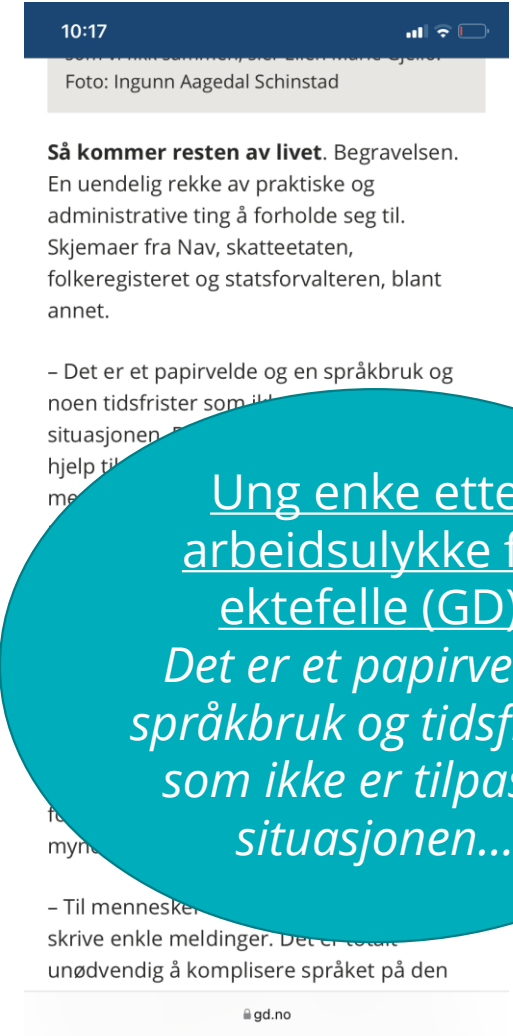 10:17
Foto: Ingunn Aagedal Schinstad
Så kommer resten av livet. Begravelsen.
En uendelig rekke av praktiske og
administrative ting å forholde seg til.
Skjemaer fra Nav, skatteetaten,
folkeregisteret og statsforvalteren, blant
annet.
– Det er et papirvelde og en språkbruk og
noen tidsfrister som
situasjonen.
hjelp
Ung enke ette
arbeidsulykke f
ektefelle (GD)
Det er et papirve
språkbruk og tidsf
som ikke er tilpas
situasjonen...
– Til mennesker
skrive enkle meldinger. Det er totalt
unødvendig å komplisere språket på den
gd.no